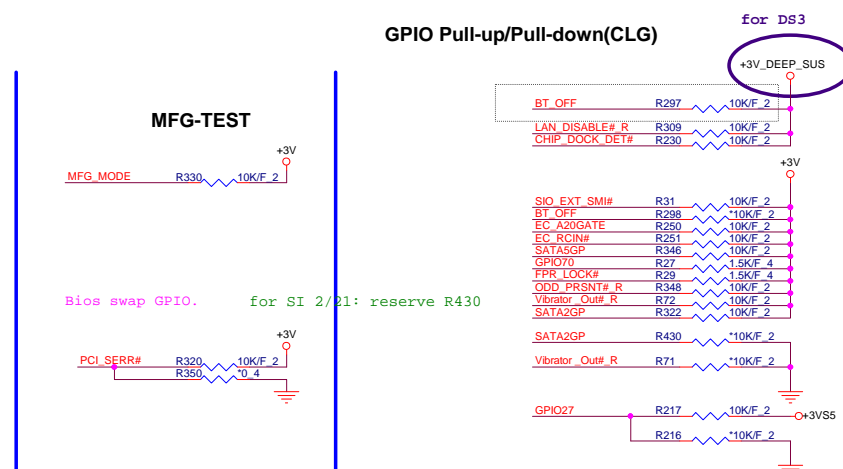 for DS3
GPIO Pull-up/Pull-down(CLG)
+3V_DEEP_SUS
BT_OFF R297 10K/F_2
LAN_DISABLE#_R R309 10K/F_2
CHIP_DOCK_DET# R230 10K/F_2
MFG-TEST
+3V
MFG_MODE R330 10K/F_2
+3V
SIO_EXT_SMI# R31 10K/F_2
BT_OFF R298 *10K/F_2
EC_A20GATE R250 10K/F_2
EC_RCIN# R251 10K/F_2
SATA5GP R346 10K/F_2
GPIO70 R27 1.5K/F_4
FPR_LOCK# R29 1.5K/F_4
ODD_PRSNT#_R R348 10K/F_2
Vibrator_Out#_R R72 10K/F_2
SATA2GP R322 10K/F_2
Bios swap GPIO.
for SI 2/21: reserve R430
SATA2GP R430 *10K/F_2
Vibrator_Out#_R R71 *10K/F_2
+3V
PCI_SERR# R320 10K/F_2
R350 *0_4
GPIO27 R217 10K/F_2 +3VS5
R216 *10K/F_2